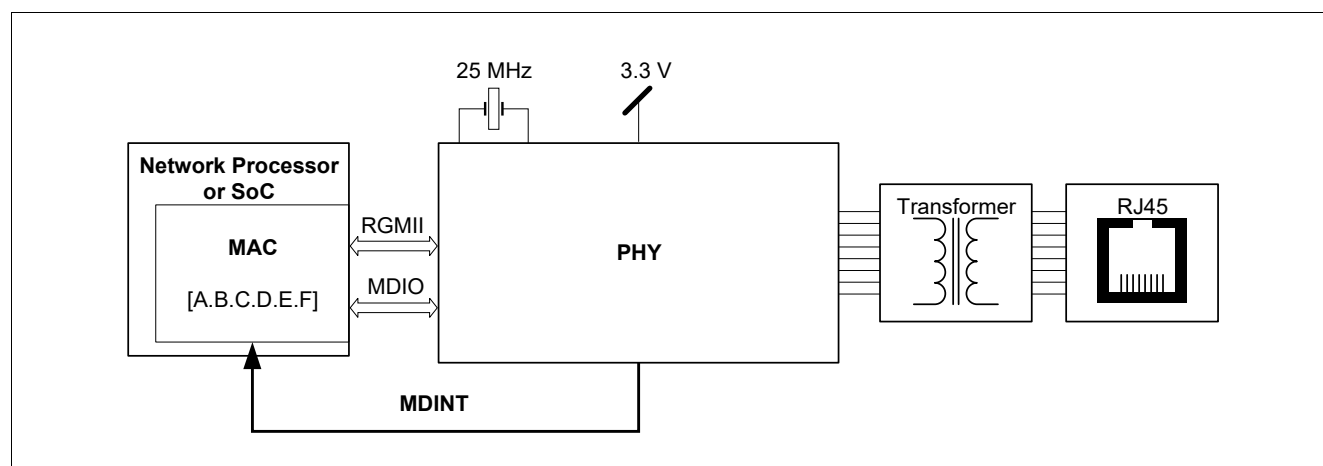 25 MHz
3.3 V
Network Processor
or SoC
MAC
[A.B.C.D.E.F]
RGMII
MDIO
PHY
Transformer
RJ45
MDINT